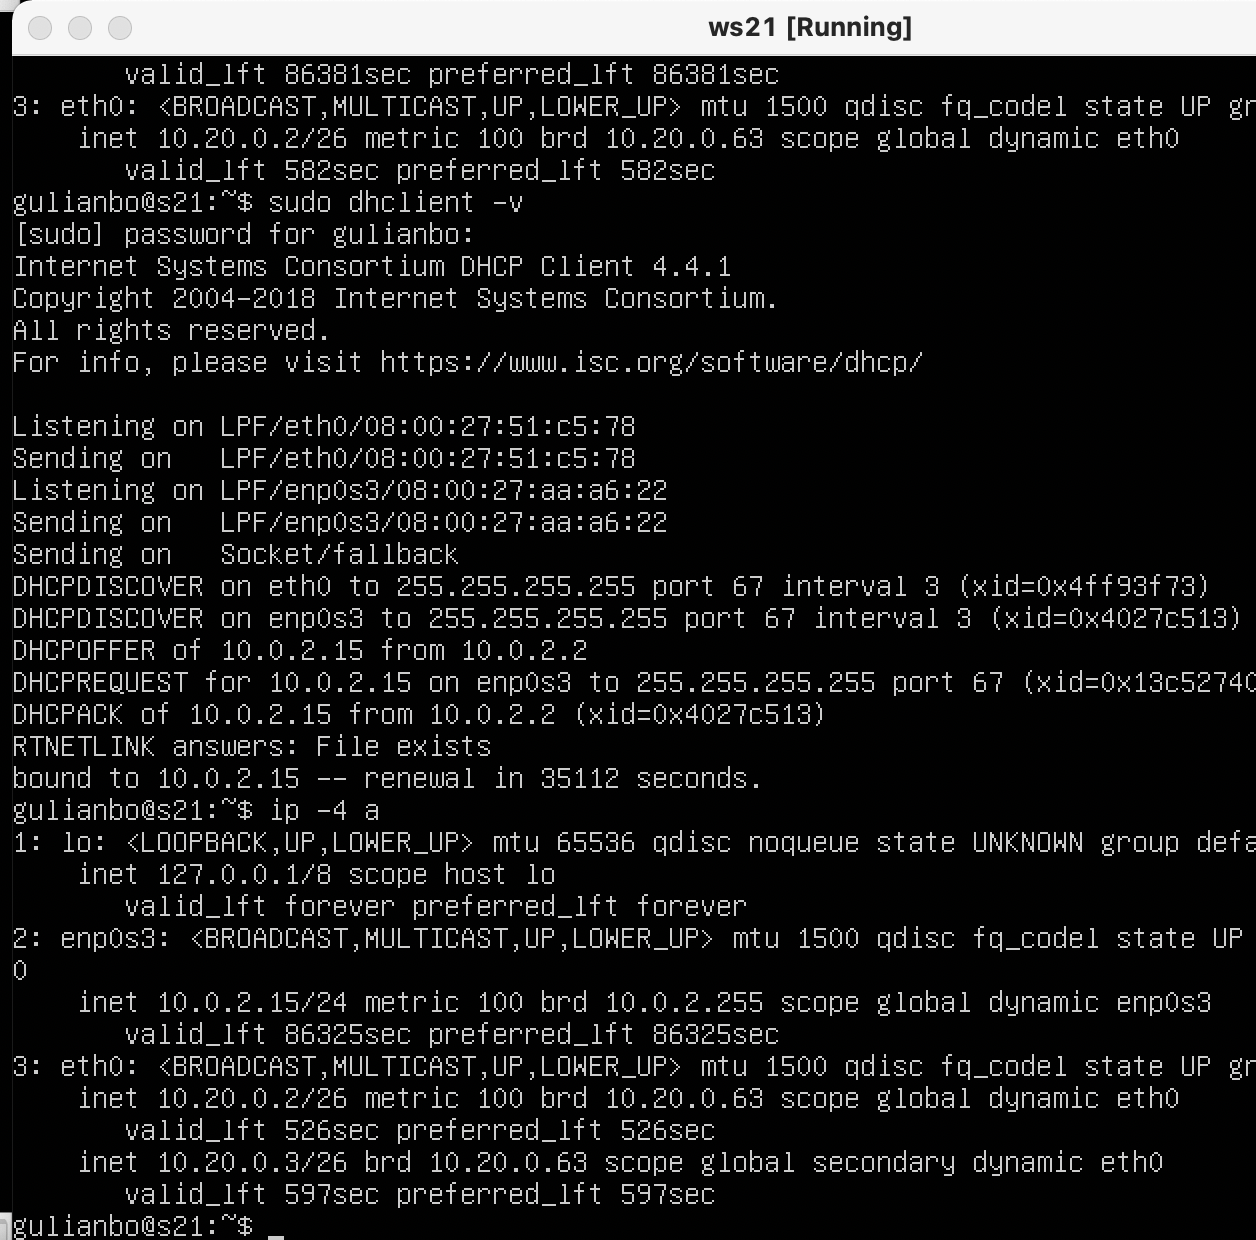 ws21 [Running]
valid_lft 86381sec preferred_lft 86381sec
3: eth0: <BROADCAST,MULTICAST,UP,LOWER_UP> mtu 1500 qdisc fq_codel state UP gr
inet 10.20.0.2/26 metric 100 brd 10.20.0.63 scope global dynamic eth0
valid_lft 582sec preferred_lft 582sec
gulianbo@s21:~$ sudo dhclient -v
[sudo] password for gulianbo:
Internet Systems Consortium DHCP Client 4.4.1
Copyright 2004-2018 Internet Systems Consortium.
All rights reserved.
For info, please visit https://www.isc.org/software/dhcp/
Listening on LPF/eth0/08:00:27:51:c5:78
Sending on   LPF/eth0/08:00:27:51:c5:78
Listening on LPF/enp0s3/08:00:27:aa:a6:22
Sending on   LPF/enp0s3/08:00:27:aa:a6:22
Sending on   Socket/fallback
DHCPDISCOVER on eth0 to 255.255.255.255 port 67 interval 3 (xid=0x4ff93f73)
DHCPDISCOVER on enp0s3 to 255.255.255.255 port 67 interval 3 (xid=0x4027c513)
DHCPOFFER of 10.0.2.15 from 10.0.2.2
DHCPREQUEST for 10.0.2.15 on enp0s3 to 255.255.255.255 port 67 (xid=0x13c52740
DHCPACK of 10.0.2.15 from 10.0.2.2 (xid=0x4027c513)
RTNETLINK answers: File exists
bound to 10.0.2.15 -- renewal in 35112 seconds.
gulianbo@s21:~$ ip -4 a
1: lo: <LOOPBACK,UP,LOWER_UP> mtu 65536 qdisc noqueue state UNKNOWN group defa
inet 127.0.0.1/8 scope host lo
valid_lft forever preferred_lft forever
2: enp0s3: <BROADCAST,MULTICAST,UP,LOWER_UP> mtu 1500 qdisc fq_codel state UP
0
inet 10.0.2.15/24 metric 100 brd 10.0.2.255 scope global dynamic enp0s3
valid_lft 86325sec preferred_lft 86325sec
3: eth0: <BROADCAST,MULTICAST,UP,LOWER_UP> mtu 1500 qdisc fq_codel state UP gr
inet 10.20.0.2/26 metric 100 brd 10.20.0.63 scope global dynamic eth0
valid_lft 526sec preferred_lft 526sec
inet 10.20.0.3/26 brd 10.20.0.63 scope global secondary dynamic eth0
valid_lft 597sec preferred_lft 597sec
gulianbo@s21:~$ _